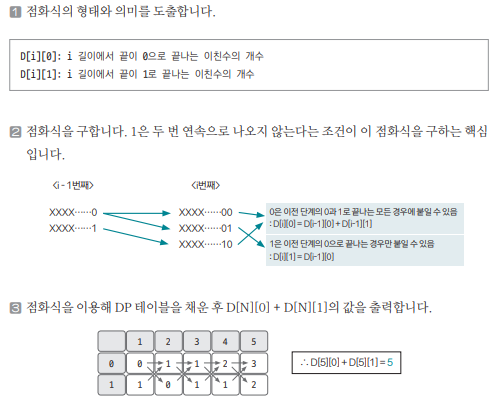 1 점화식의 형태와 의미를 도출합니다.
D[i][0]: i 길이에서 끝이 0으로 끝나는 이친수의 개수
D[i][1]: i 길이에서 끝이 1로 끝나는 이친수의 개수
2 점화식을 구합니다. 1은 두 번 연속으로 나오지 않는다는 조건이 이 점화식을 구하는 핵심
입니다.
<i - 1번째> <i번째>
XXXX……0 XXXX……00 0은 이전 단계의 0과 1로 끝나는 모든 경우에 붙일 수 있음
: D[i][0] = D[i-1][0] + D[i-1][1]
XXXX……1 XXXX……01 1은 이전 단계의 0으로 끝나는 경우만 붙일 수 있음
XXXX……10 : D[i][1] = D[i-1][0]
3 점화식을 이용해 DP 테이블을 채운 후 D[N][0] + D[N][1]의 값을 출력합니다.
1 2 3 4 5
0 0 1 1 2 3 ∴ D[5][0] + D[5][1] = 5
1 1 0 1 1 2